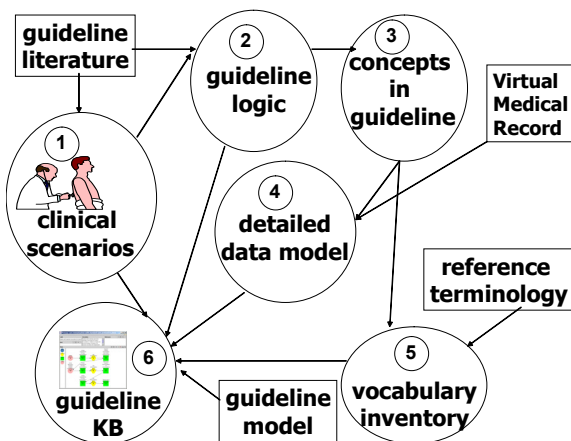 guideline
literature
2
guideline
logic
3
concepts
in
guideline
Virtual
Medical
Record
1
clinical
scenarios
4
detailed
data model
reference
terminology
6
guideline
KB
guideline
model
5
vocabulary
inventory